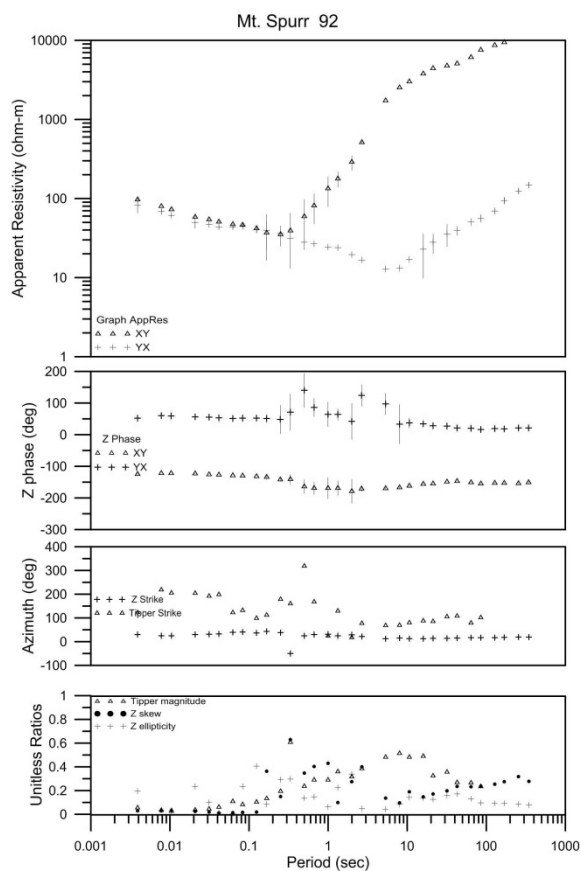 Mt. Spurr 92
Apparent Resistivity (ohm-m)
10000
1000
100
10
1
Graph AppRes
XY
YX
Z phase (deg)
200
100
0
-100
-200
-300
Z Phase
XY
YX
Azimuth (deg)
400
300
200
100
0
-100
Z Strike
Tipper Strike
Unitless Ratios
1
0.8
0.6
0.4
0.2
0
Tipper magnitude
Z skew
Z ellipticity
0.001 0.01 0.1 1 10 100 1000
Period (sec)